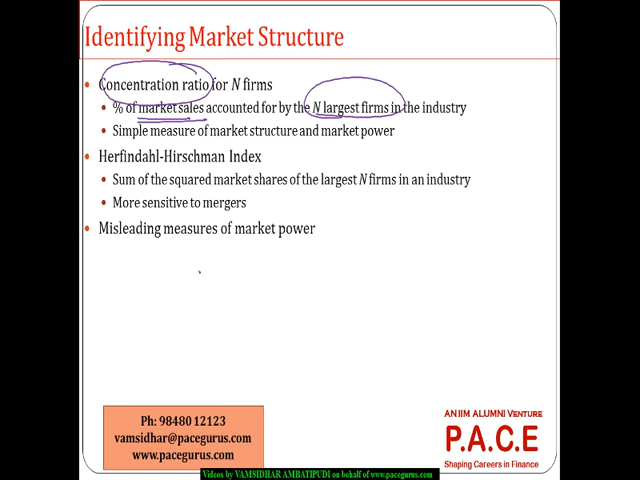 Identifying Market Structure
• Concentration ratio for N firms
• % of market sales accounted for by the N largest firms in the industry
• Simple measure of market structure and market power
• Herfindahl-Hirschman Index
• Sum of the squared market shares of the largest N firms in an industry
• More sensitive to mergers
• Misleading measures of market power
Ph: 98480 12123
vamsidhar@pacegurus.com
www.pacegurus.com
AN IIM ALUMNI VENTURE
P.A.C.E
Shaping Careers in Finance
Videos by VAMSIDHAR AMBATIPUDI on behalf of www.pacegurus.com